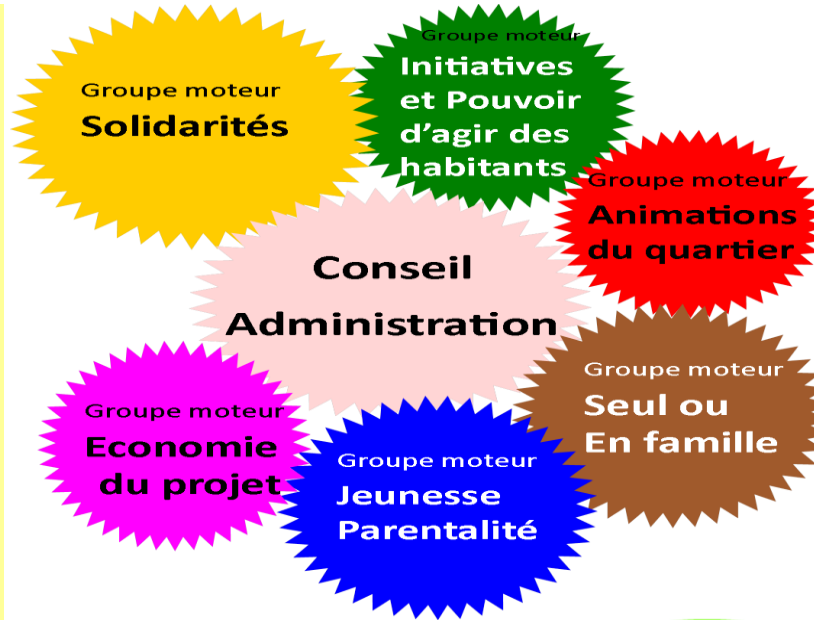 Groupe moteur
Solidarités
Groupe moteur
Initiatives
et Pouvoir
d'agir des
habitants
Groupe moteur
Animations
du quartier
Conseil
Administration
Groupe moteur
Seul ou
En famille
Groupe moteur
Economie
du projet
Groupe moteur
Jeunesse
Parentalité